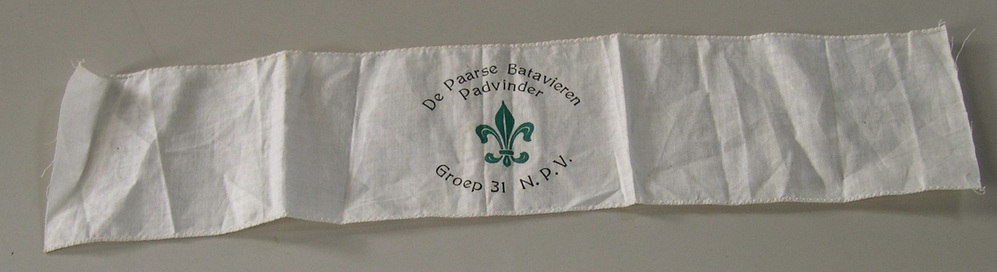 De Paarse Batavieren
Padvinder
Groep 31 N.P.V.